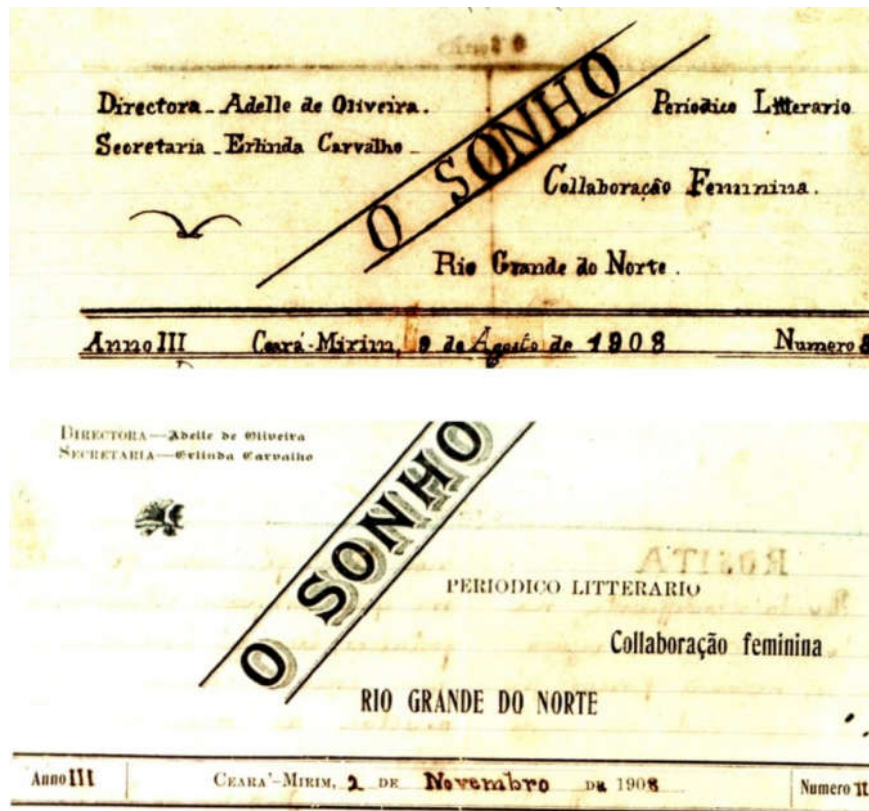 Directora - Adelle de Oliveira.
Secretaria - Erlinda Carvalho -
O SONHO
Periodico Litterario
Collaboração Feminina.
Rio Grande do Norte.
Anno III Ceará-Mirim, 9 de Agosto de 1908 Numero 8
DIRECTORA—Adelle de Oliveira
SECRETARIA—Erlinda Carvalho
O SONHO
PERIODICO LITTERARIO
Collaboração feminina
RIO GRANDE DO NORTE
Anno III CEARA'-MIRIM, 2 DE Novembro DE 1908 Numero 11